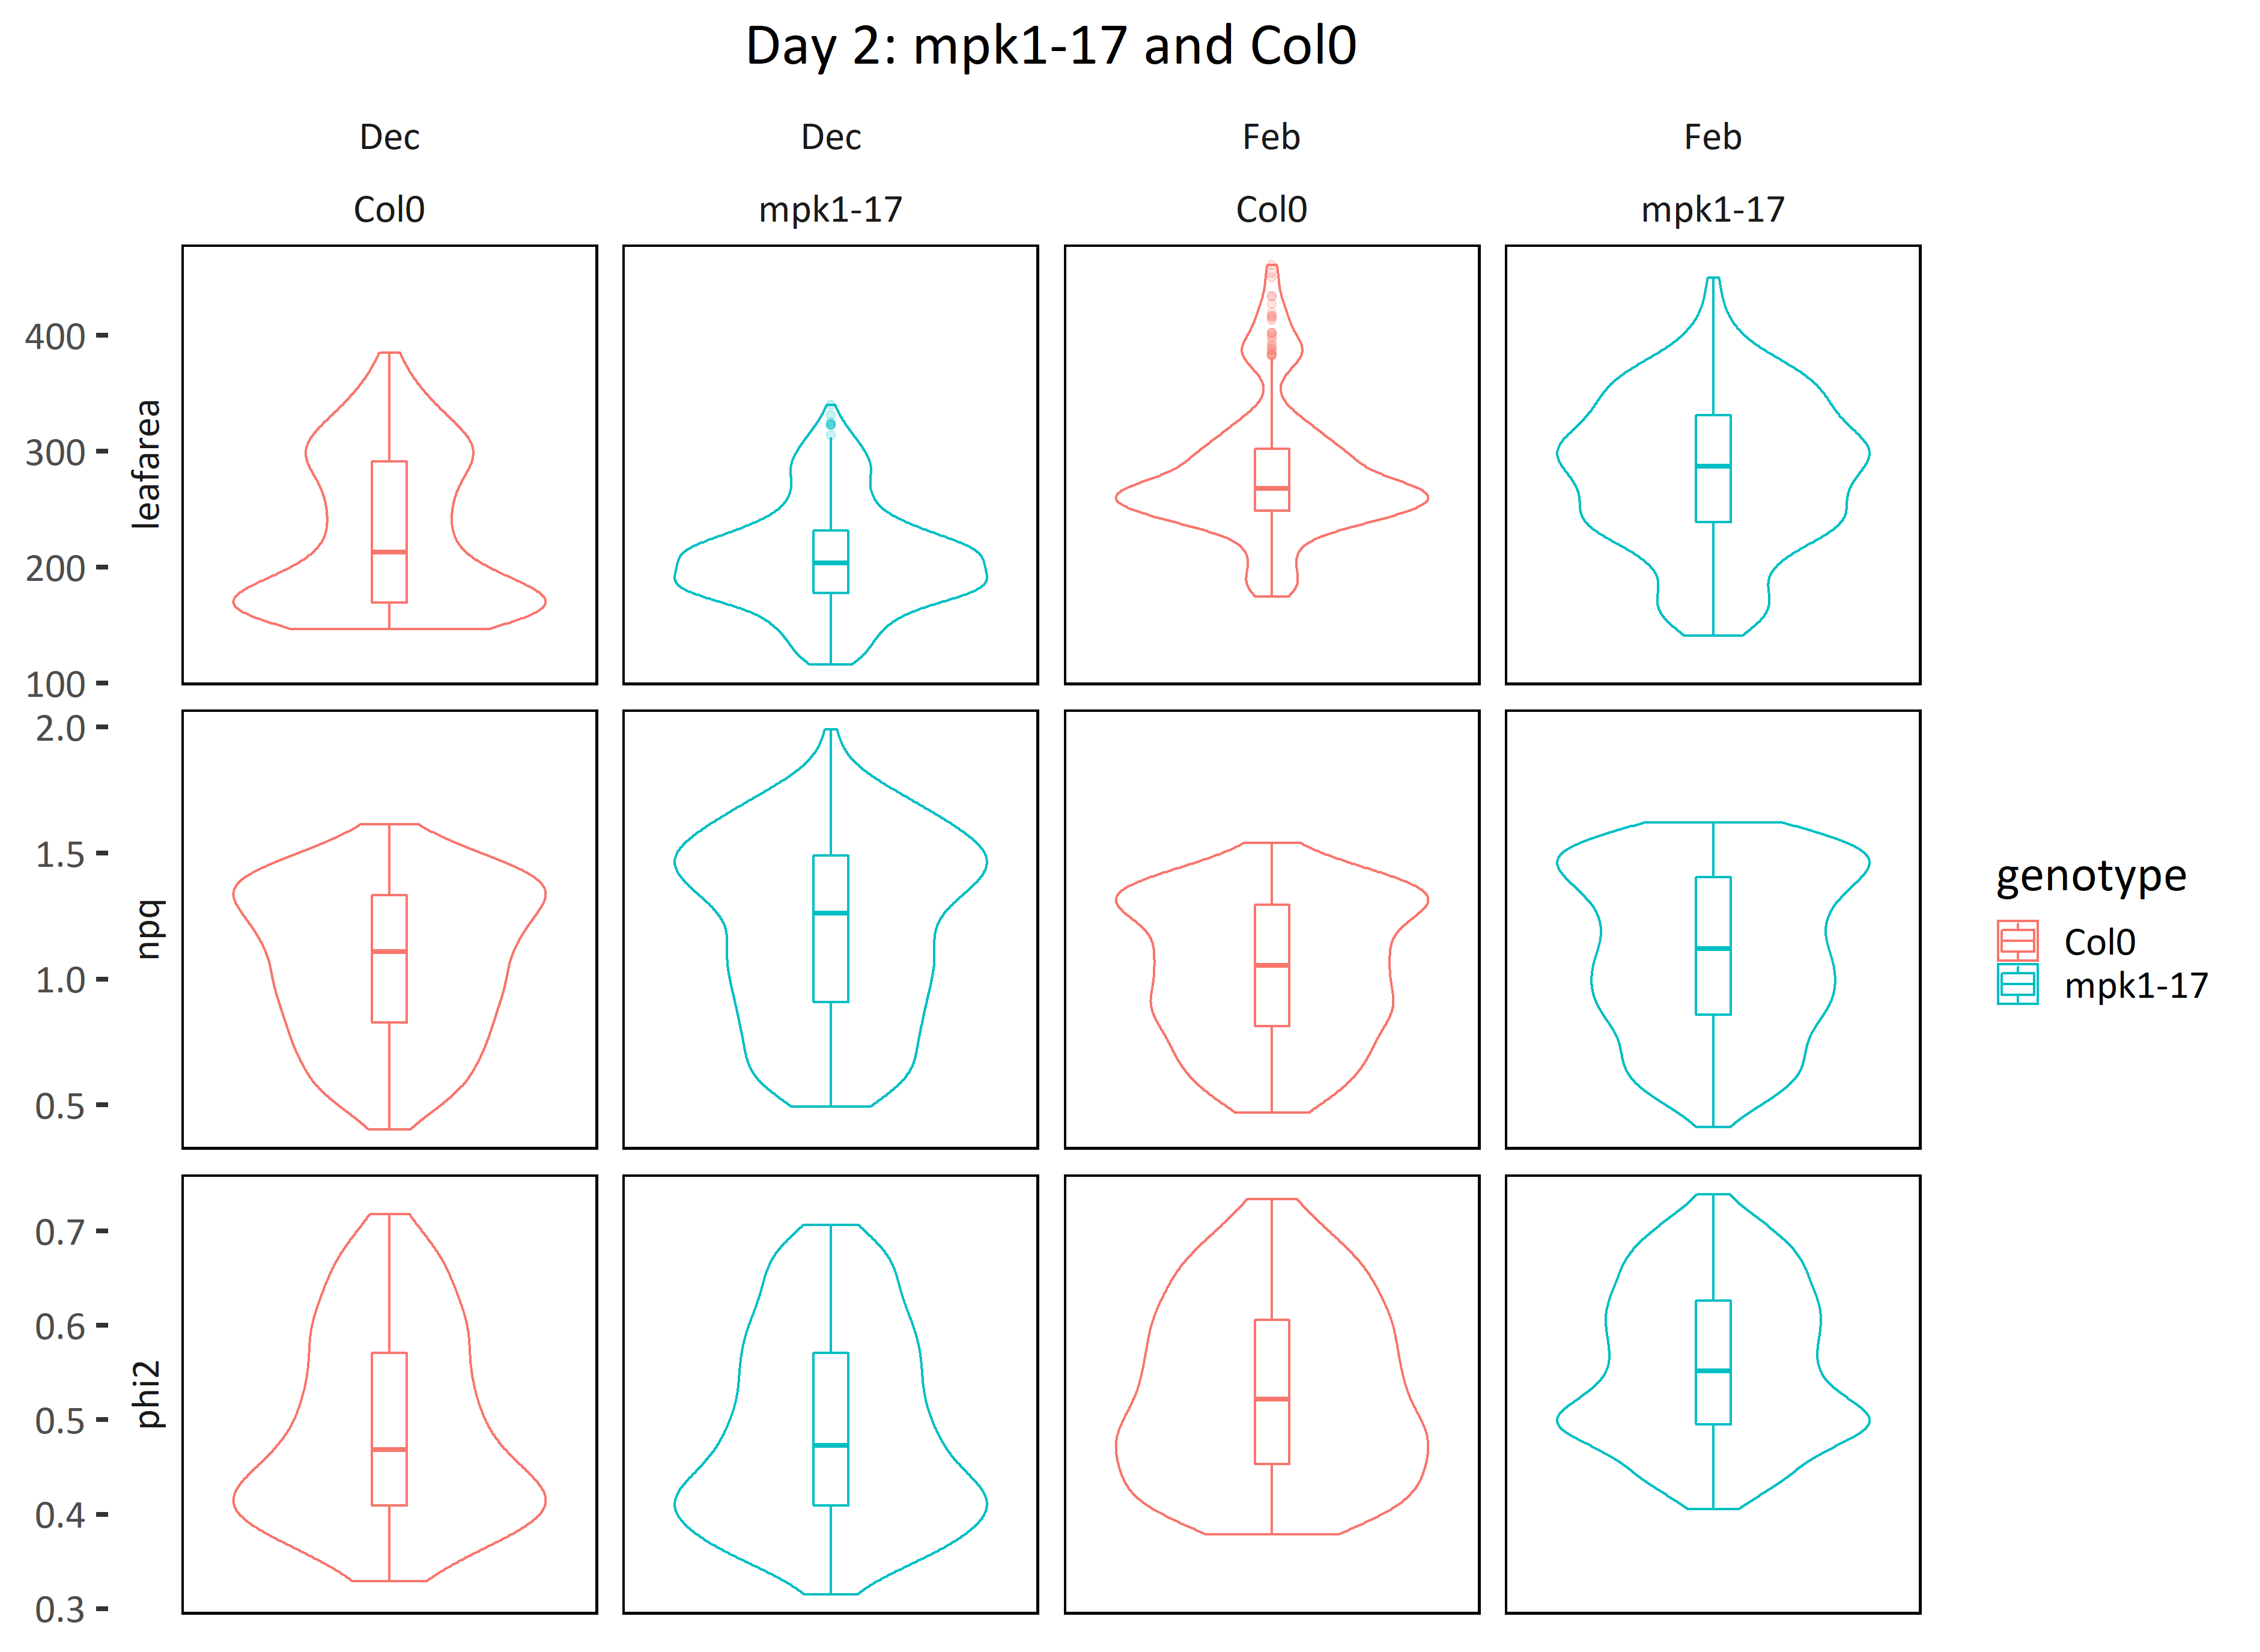 Day 2: mpk1-17 and Col0
Dec Dec Feb Feb
Col0 mpk1-17 Col0 mpk1-17
leafarea
400
300
200
100
npq
2.0
1.5
1.0
0.5
phi2
0.7
0.6
0.5
0.4
0.3
genotype
Col0
mpk1-17